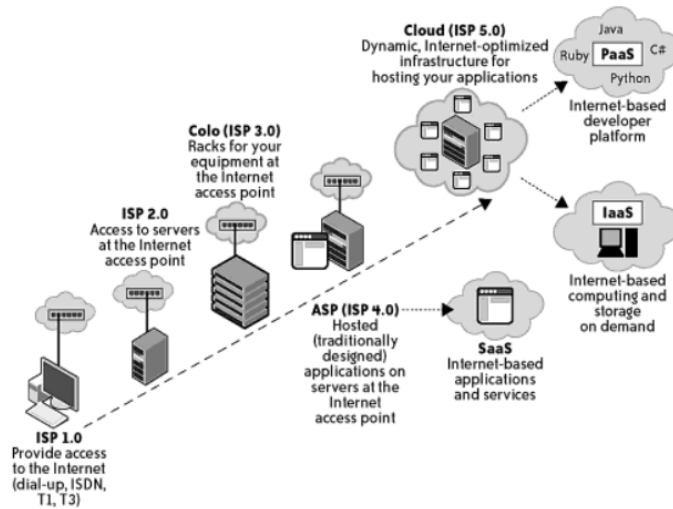 Cloud (ISP 5.0)
Dynamic, Internet-optimized
infrastructure for
hosting your applications
Java
Ruby
PaaS
C#
Python
Internet-based
developer
platform
Colo (ISP 3.0)
Racks for your
equipment at
the Internet
access point
ISP 2.0
Access to servers
at the Internet
access point
IaaS
Internet-based
computing and
storage
on demand
ASP (ISP 4.0)
Hosted
(traditionally
designed)
applications on
servers at the
Internet
access point
SaaS
Internet-based
applications
and services
ISP 1.0
Provide access
to the Internet
(dial-up, ISDN,
T1, T3)